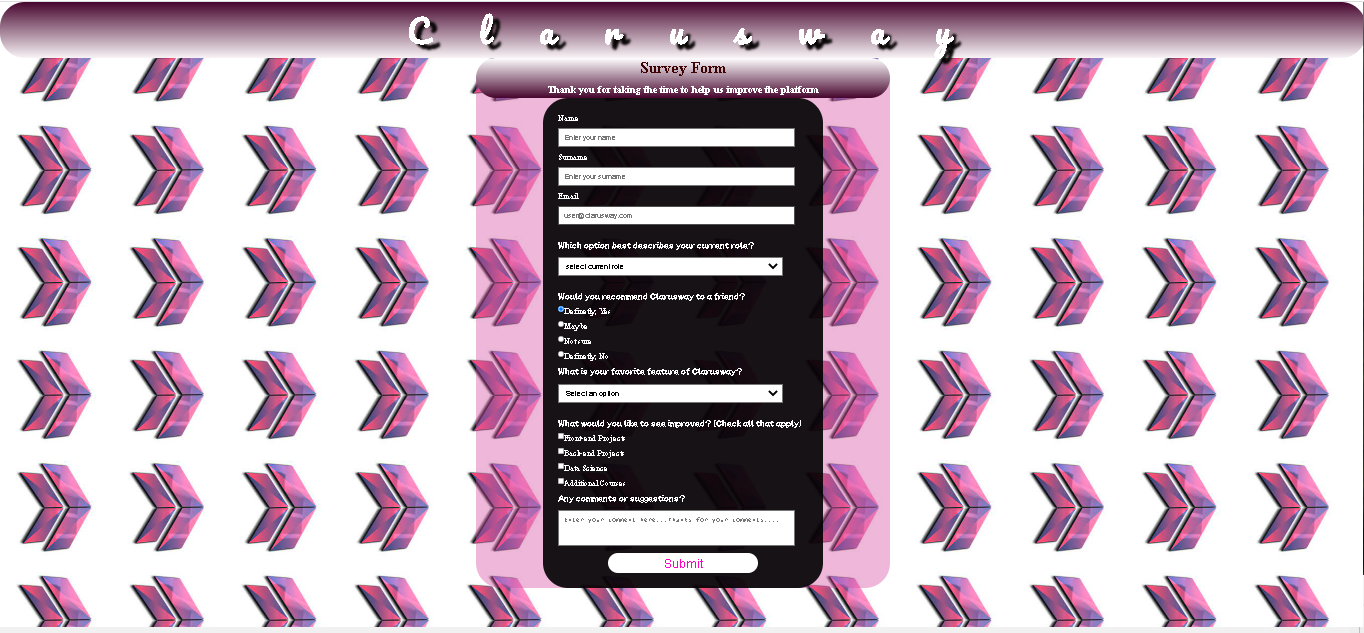 Clarusway
Survey Form
Thank you for taking the time to help us improve the platform
Name
Enter your name
Surname
Enter your surname
Email
user@clarusway.com
Which option best describes your current role?
select current role
Would you recommend Clarusway to a friend?
Definetly, Yes
Maybe
Not sure
Definetly, No
What is your favorite feature of Clarusway?
Select an option
What would you like to see improved? (Check all that apply)
Front-end Projects
Back-end Projects
Data Science
Additional Courses
Any comments or suggestions?
Enter your comment here...Thanks for your comments....
Submit